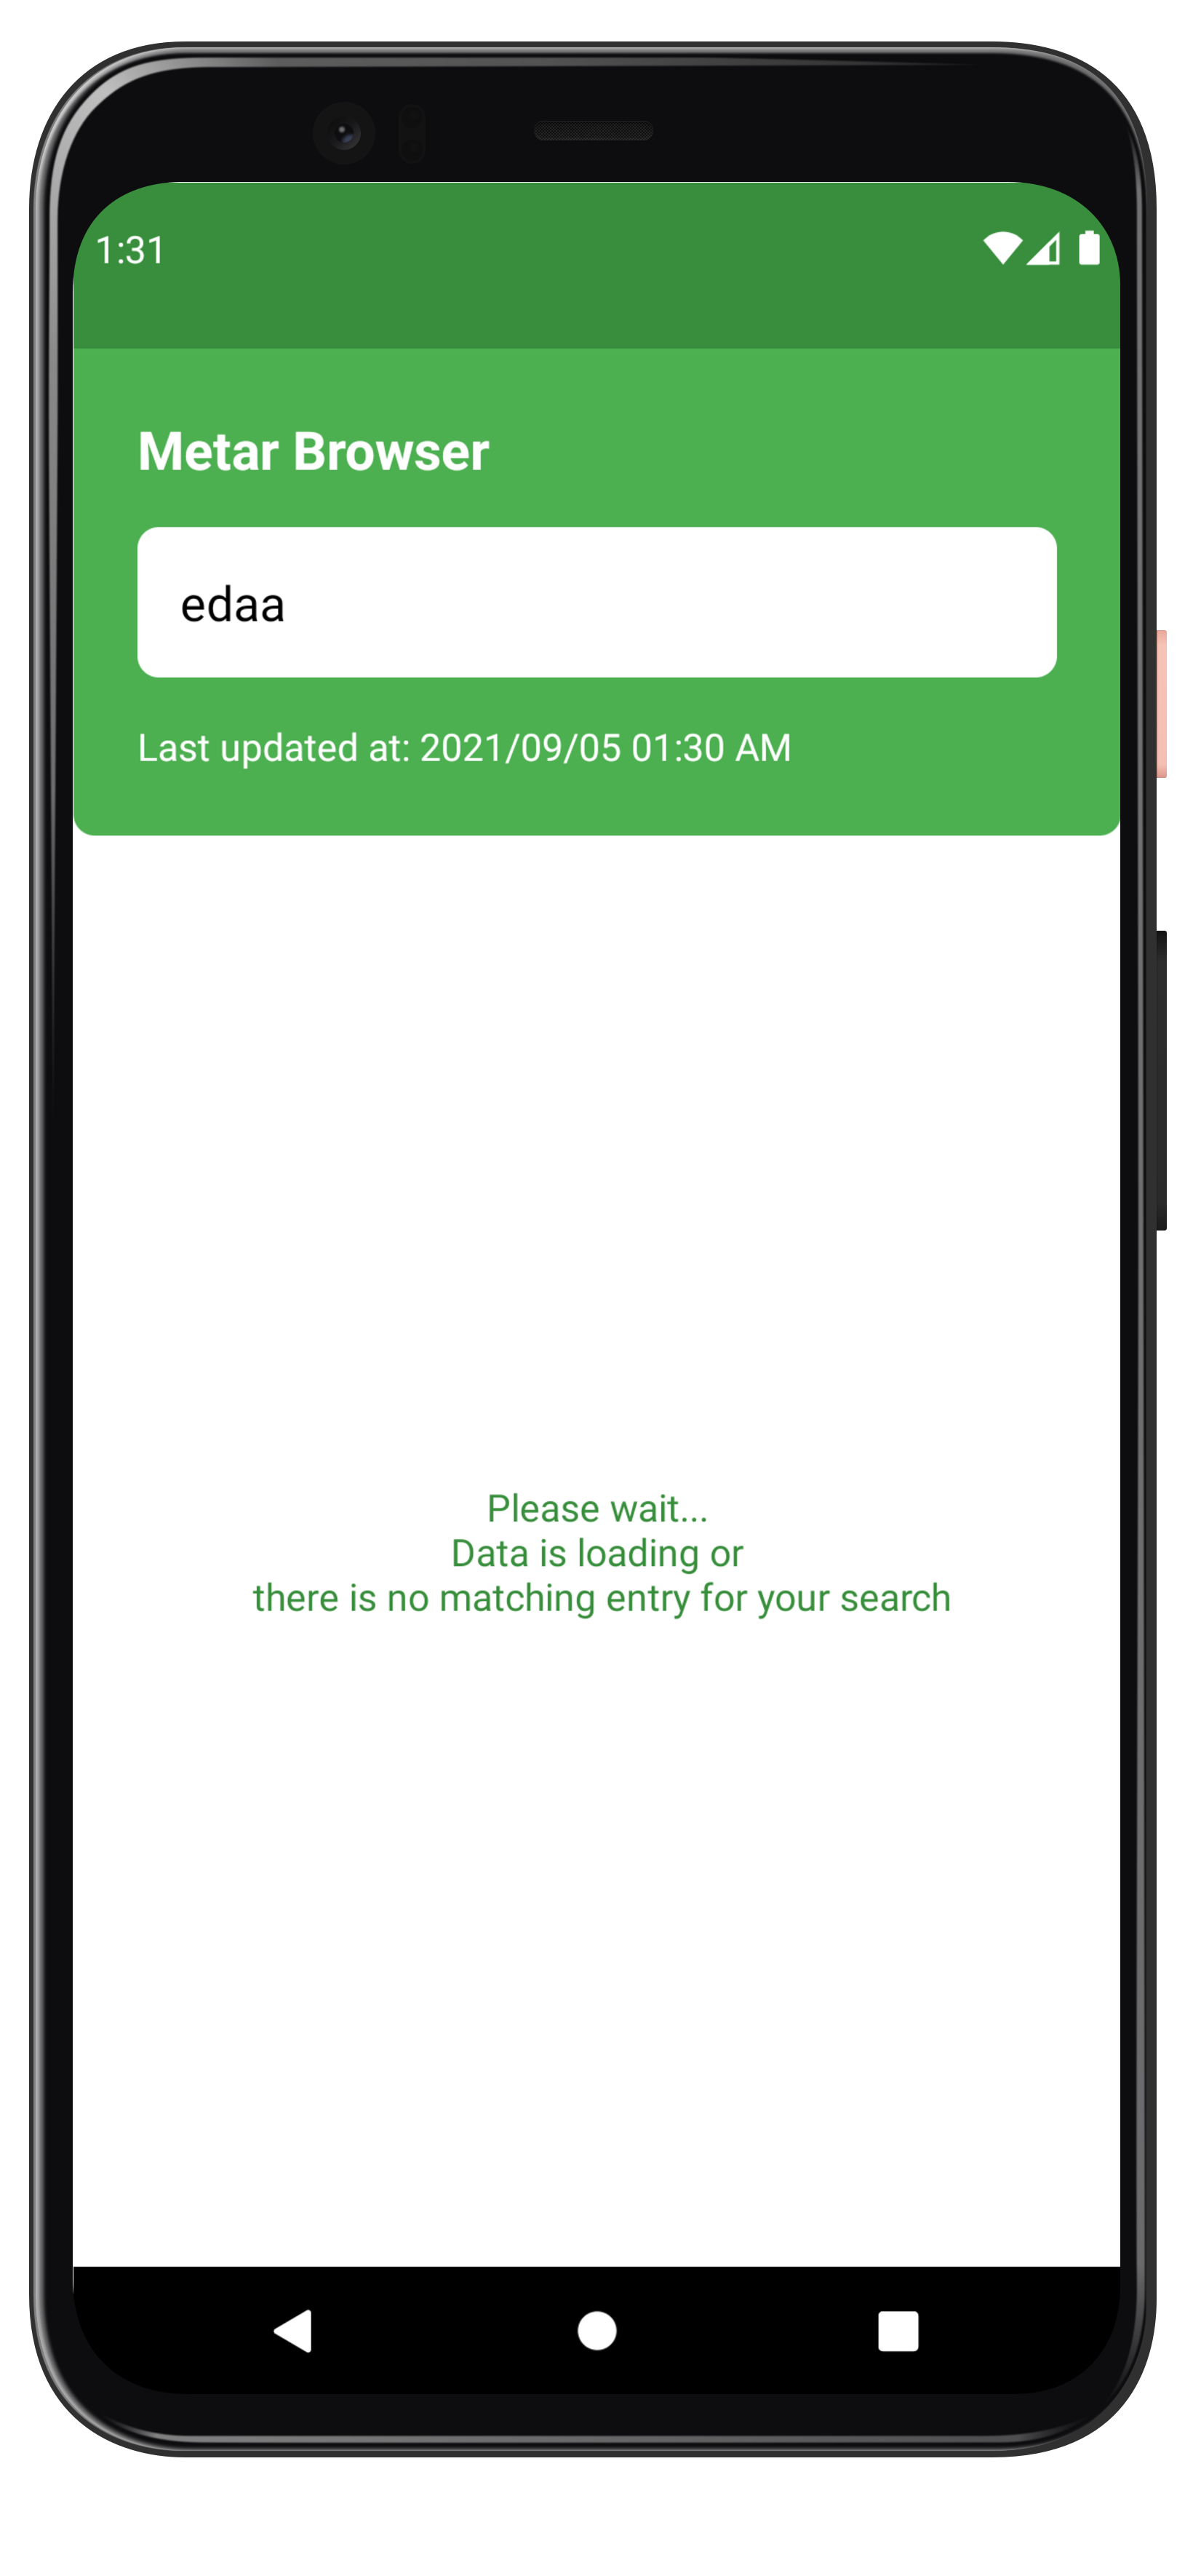 1:31
Metar Browser
edaa
Last updated at: 2021/09/05 01:30 AM
Please wait...
Data is loading or
there is no matching entry for your search